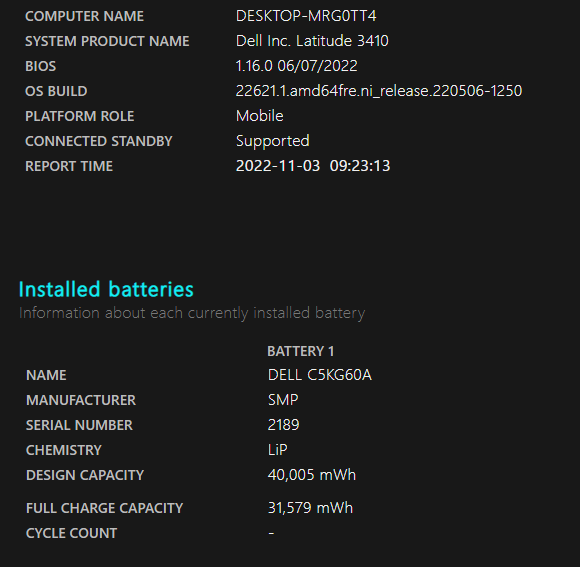 COMPUTER NAME DESKTOP-MRG0TT4
SYSTEM PRODUCT NAME Dell Inc. Latitude 3410
BIOS 1.16.0 06/07/2022
OS BUILD 22621.1.amd64fre.ni_release.220506-1250
PLATFORM ROLE Mobile
CONNECTED STANDBY Supported
REPORT TIME 2022-11-03 09:23:13
Installed batteries
Information about each currently installed battery
BATTERY 1
NAME DELL C5KG60A
MANUFACTURER SMP
SERIAL NUMBER 2189
CHEMISTRY LiP
DESIGN CAPACITY 40,005 mWh
FULL CHARGE CAPACITY 31,579 mWh
CYCLE COUNT -